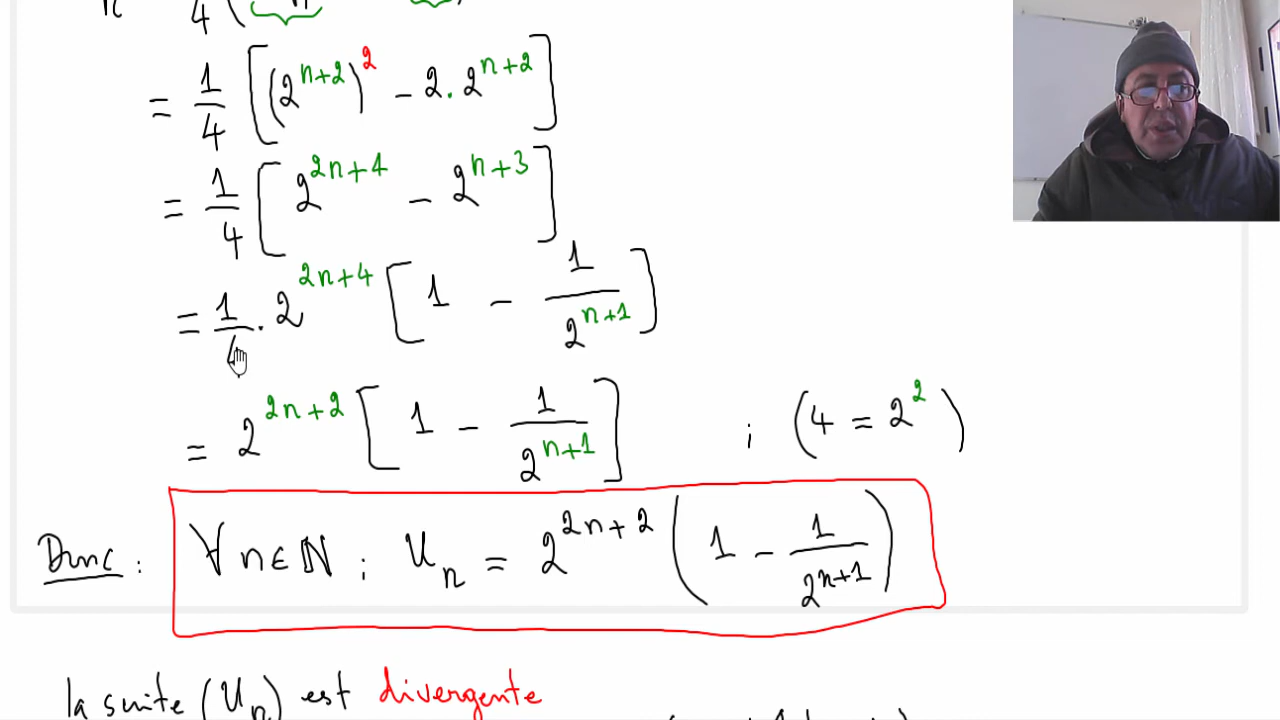 = 1/4 [(2^{n+2})^2 - 2 . 2^{n+2}]
= 1/4 [2^{2n+4} - 2^{n+3}]
= 1/4 . 2^{2n+4} [1 - 1/2^{n+1}]
= 2^{2n+2} [1 - 1/2^{n+1}] ; (4 = 2^2)
Donc : ∀ n ∈ ℕ ; U_n = 2^{2n+2} (1 - 1/2^{n+1})
la suite (U_n) est divergente